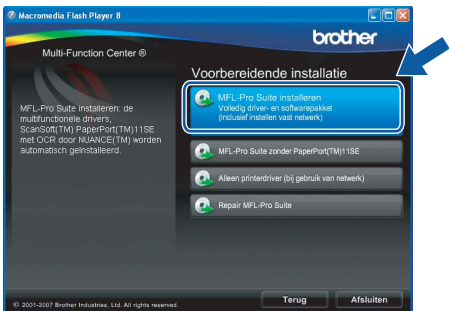 Macromedia Flash Player 8
brother
Multi-Function Center ®
Voorbereidende installatie
MFL-Pro Suite installeren: de
multifunctionele drivers,
ScanSoft(TM) PaperPort(TM)11SE
met OCR door NUANCE(TM) worden
automatisch geïnstalleerd.
MFL-Pro Suite installeren
Volledig driver- en softwarepakket
(Inclusief instellen vast netwerk)
MFL-Pro Suite zonder PaperPort(TM)11SE
Alleen printerdriver (bij gebruik van netwerk)
Repair MFL-Pro Suite
© 2001-2007 Brother Industries, Ltd. All rights reserved.
Terug
Afsluiten